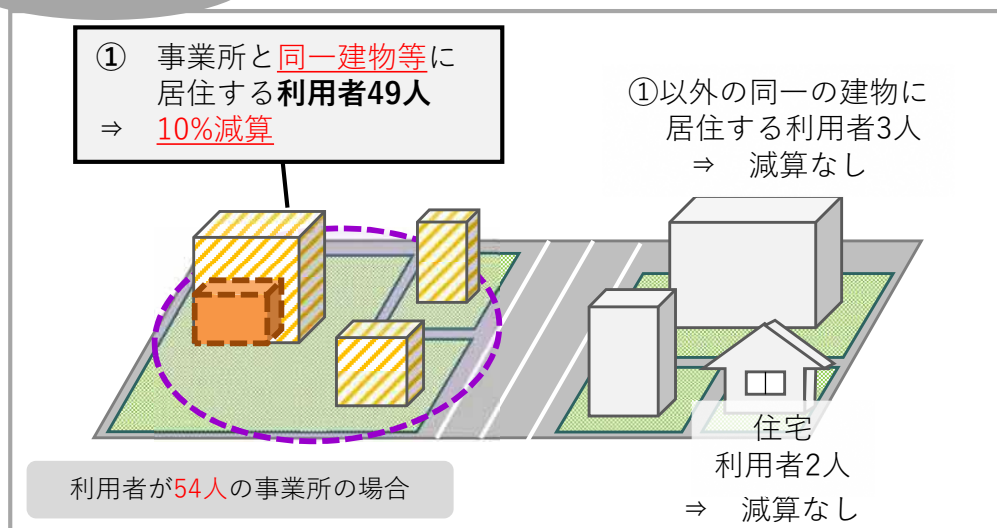 ① 事業所と同一建物等に
居住する利用者49人
⇒ 10%減算
①以外の同一の建物に
居住する利用者3人
⇒ 減算なし
住宅
利用者2人
⇒ 減算なし
利用者が54人の事業所の場合